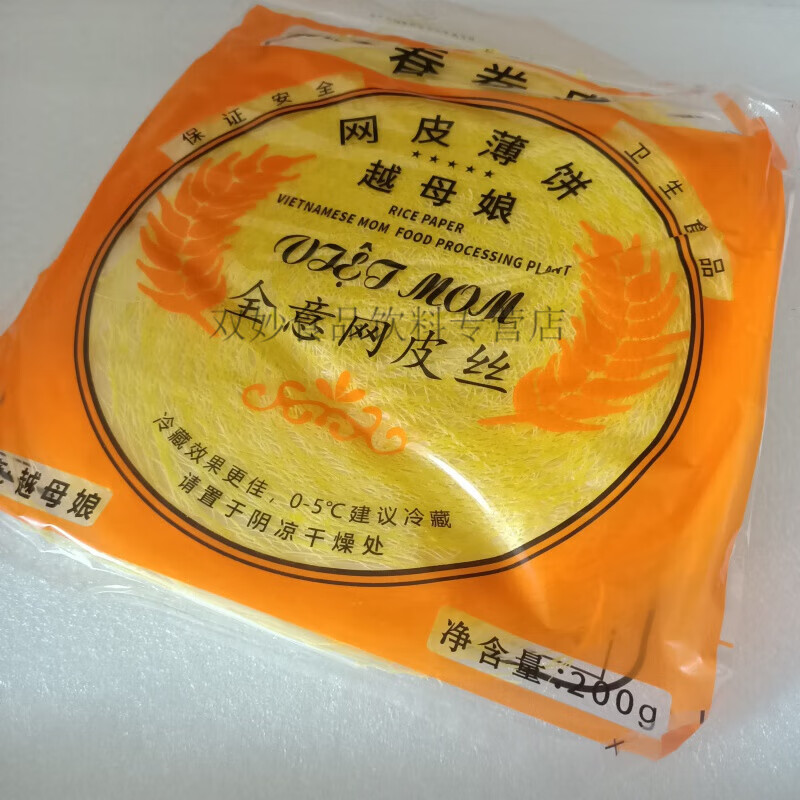 春卷皮
保证安全
卫生食品
网皮薄饼
★★★★★
越母娘
RICE PAPER
VIETNAMESE MOM FOOD PROCESSING PLANT
VIỆT MOM
全意网皮丝
双妙食品饮料专营店
冷藏效果更佳，0-5℃建议冷藏
请置于阴凉干燥处
越母娘
净含量:200g